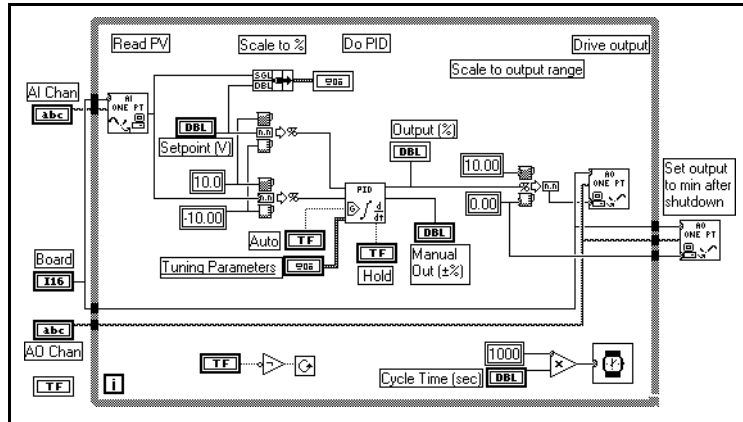 Read PV
Scale to %
Do PID
Drive output
Scale to output range
AI Chan
abc
AI
ONE PT
SGL
DBL
DBL
n.n
%
Setpoint (V)
Output (%)
DBL
10.00
AO
ONE PT
Set output
to min after
shutdown
10.0
n.n
%
PID
%
n.n
0.00
AO
ONE PT
-10.00
d
dt
Auto
TF
TF
DBL
Board
I16
Tuning Parameters
Hold
Manual
Out (±%)
abc
AO Chan
TF
1000
Cycle Time (sec)
DBL
x
TF
i